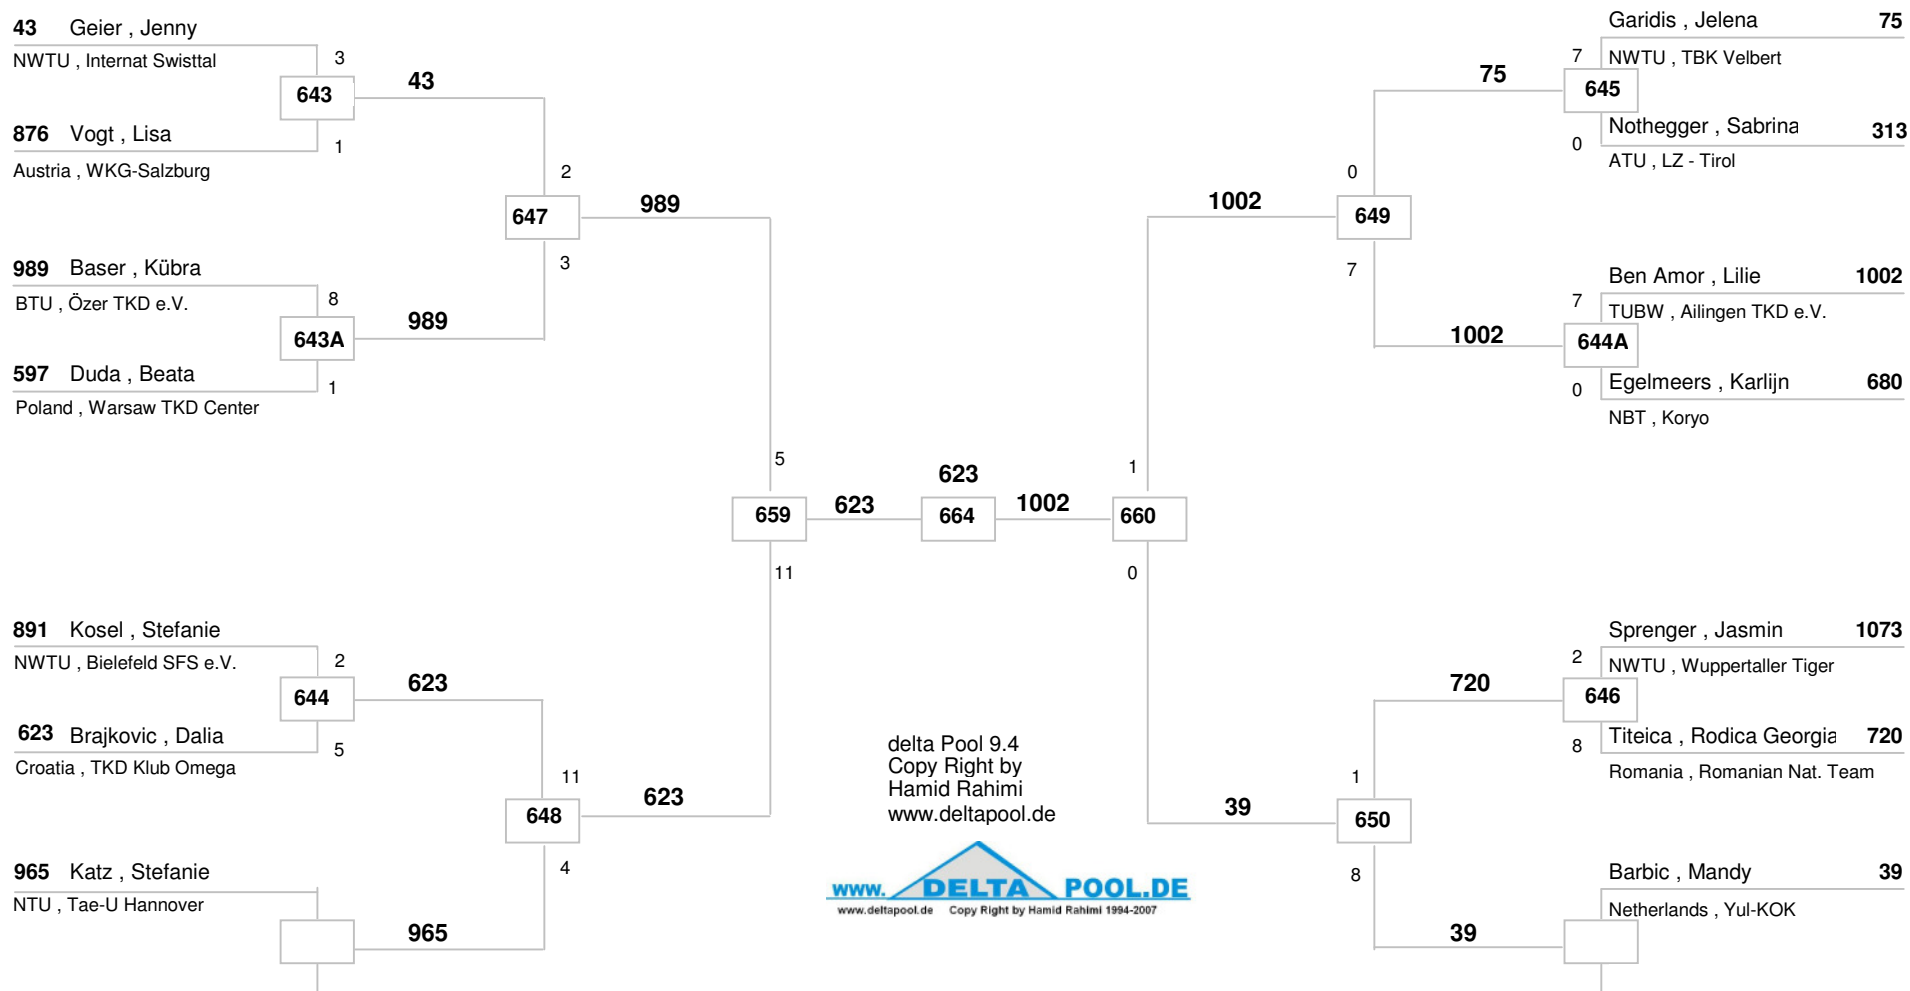 43 Geier , Jenny
NWTU , Internat Swisttal
3
643
43
876 Vogt , Lisa
1
Austria , WKG-Salzburg
2
647
989
3
989 Baser , Kübra
BTU , Özer TKD e.V.
8
643A
989
597 Duda , Beata
1
Poland , Warsaw TKD Center
5
659
623
11
891 Kosel , Stefanie
NWTU , Bielefeld SFS e.V.
2
644
623
623 Brajkovic , Dalia
5
Croatia , TKD Klub Omega
11
648
623
4
965 Katz , Stefanie
NTU , Tae-U Hannover
965
623
664
1002
1
660
0
Garidis , Jelena 75
7
NWTU , TBK Velbert
75
645
Nothegger , Sabrina 313
0
ATU , LZ - Tirol
0
1002
649
7
Ben Amor , Lilie 1002
7
TUBW , Ailingen TKD e.V.
1002
644A
Egelmeers , Karlijn 680
0
NBT , Koryo
Sprenger , Jasmin 1073
2
NWTU , Wuppertaller Tiger
720
646
Titeica , Rodica Georgia 720
8
Romania , Romanian Nat. Team
1
39
650
8
Barbic , Mandy 39
Netherlands , Yul-KOK
39
delta Pool 9.4
Copy Right by
Hamid Rahimi
www.deltapool.de
www. DELTA POOL.DE
www.deltapool.de Copy Right by Hamid Rahimi 1994-2007